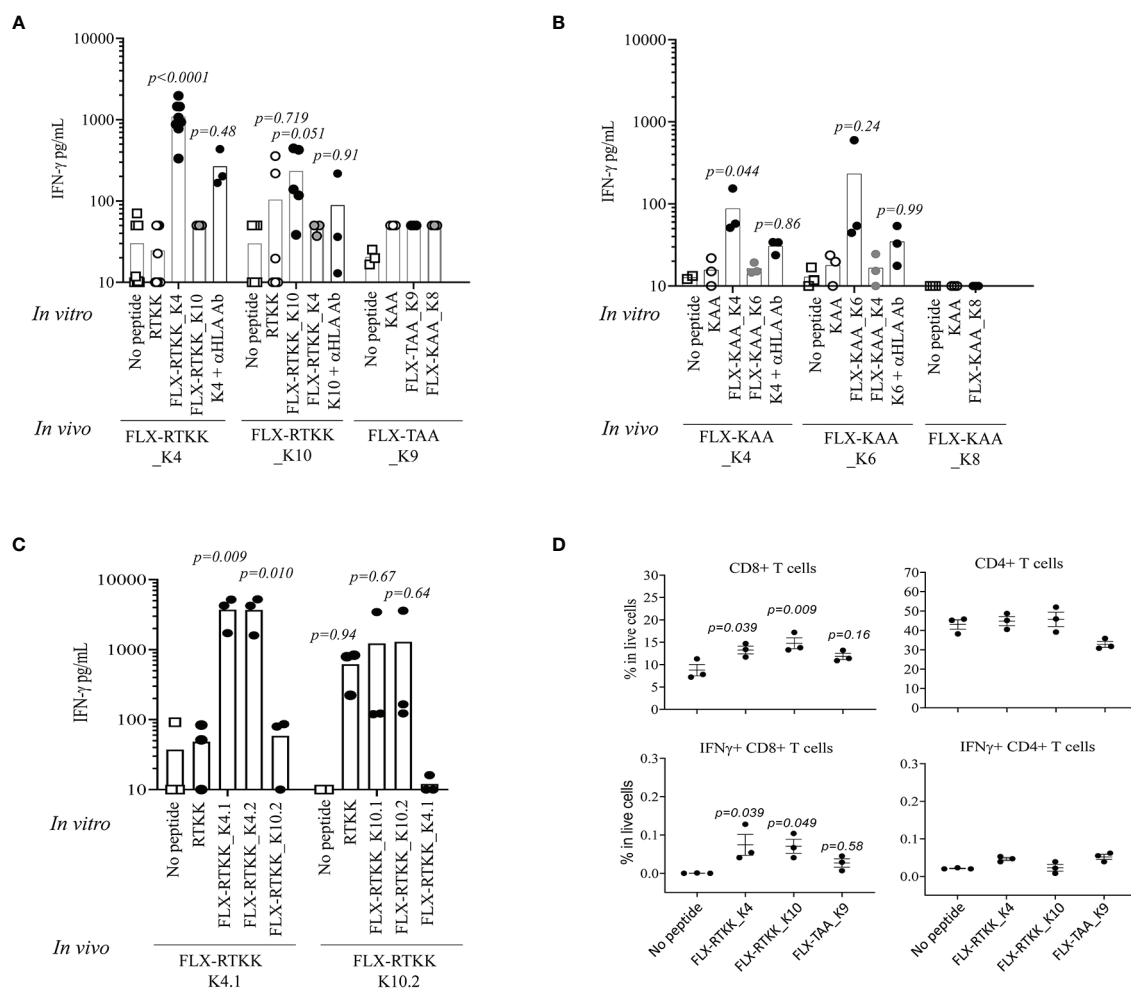 A
10000
1000
100
10
IFN-γ pg/mL
p<0.0001
p=0.48
p=0.719
p=0.051
p=0.91
In vitro
No peptide
RTKK
FLX-RTKK_K4
FLX-RTKK_K10
K4 + αHLA Ab
No peptide
RTKK
FLX-RTKK_K10
FLX-RTKK_K4
K10 + αHLA Ab
No peptide
KAA
FLX-TAA_K9
FLX-KAA_K8
In vivo
FLX-RTKK
_K4
FLX-RTKK
_K10
FLX-TAA
_K9
B
10000
1000
100
10
IFN-γ pg/mL
p=0.044
p=0.86
p=0.24
p=0.99
In vitro
No peptide
KAA
FLX-KAA_K4
FLX-KAA_K6
K4 + αHLA Ab
No peptide
KAA
FLX-KAA_K6
FLX-KAA_K4
K6 + αHLA Ab
No peptide
KAA
FLX-KAA_K8
In vivo
FLX-KAA
_K4
FLX-KAA
_K6
FLX-KAA
_K8
C
10000
1000
100
10
IFN-γ pg/mL
p=0.009
p=0.010
p=0.94
p=0.67
p=0.64
In vitro
No peptide
RTKK
FLX-RTKK_K4.1
FLX-RTKK_K4.2
FLX-RTKK_K10.2
No peptide
RTKK
FLX-RTKK_K10.1
FLX-RTKK_K10.2
FLX-RTKK_K4.1
In vivo
FLX-RTKK
K4.1
FLX-RTKK
K10.2
D
CD8+ T cells
30
25
20
15
10
5
0
% in live cells
p=0.039
p=0.009
p=0.16
CD4+ T cells
70
60
50
40
30
20
10
0
IFNγ+ CD8+ T cells
0.3
0.2
0.1
0.0
% in live cells
p=0.039
p=0.049
p=0.58
No peptide
FLX-RTKK_K4
FLX-RTKK_K10
FLX-TAA_K9
IFNγ+ CD4+ T cells
0.3
0.2
0.1
0.0
No peptide
FLX-RTKK_K4
FLX-RTKK_K10
FLX-TAA_K9